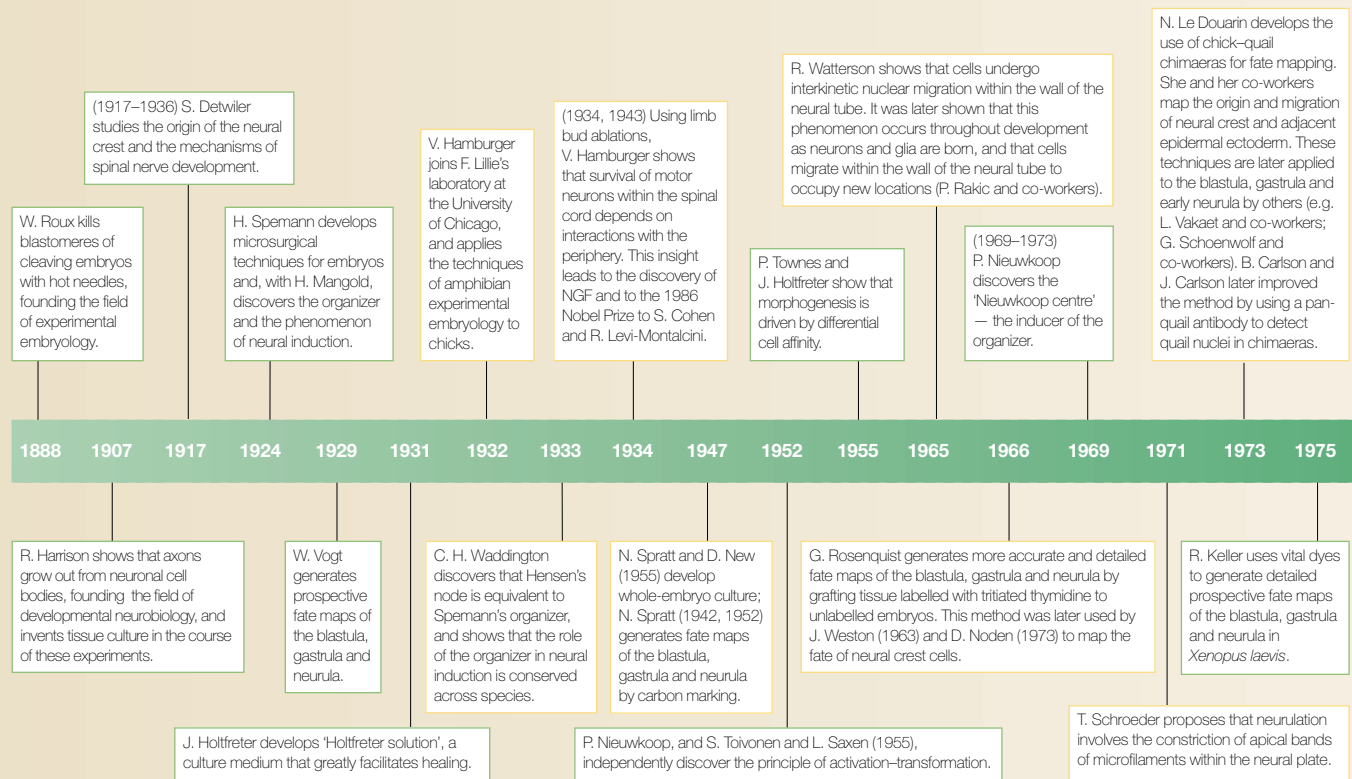 W. Roux kills
blastomeres of
cleaving embryos
with hot needles,
founding the field
of experimental
embryology.
(1917–1936) S. Detwiler
studies the origin of the neural
crest and the mechanisms of
spinal nerve development.
H. Spemann develops
microsurgical
techniques for embryos
and, with H. Mangold,
discovers the organizer
and the phenomenon
of neural induction.
V. Hamburger
joins F. Lillie's
laboratory at
the University
of Chicago,
and applies
the techniques
of amphibian
experimental
embryology to
chicks.
(1934, 1943) Using limb
bud ablations,
V. Hamburger shows
that survival of motor
neurons within the spinal
cord depends on
interactions with the
periphery. This insight
leads to the discovery of
NGF and to the 1986
Nobel Prize to S. Cohen
and R. Levi-Montalcini.
P. Townes and
J. Holtfreter show that
morphogenesis is
driven by differential
cell affinity.
R. Watterson shows that cells undergo
interkinetic nuclear migration within the wall of the
neural tube. It was later shown that this
phenomenon occurs throughout development
as neurons and glia are born, and that cells
migrate within the wall of the neural tube to
occupy new locations (P. Rakic and co-workers).
(1969–1973)
P. Nieuwkoop
discovers the
'Nieuwkoop centre'
— the inducer of the
organizer.
N. Le Douarin develops the
use of chick–quail
chimaeras for fate mapping.
She and her co-workers
map the origin and migration
of neural crest and adjacent
epidermal ectoderm. These
techniques are later applied
to the blastula, gastrula and
early neurula by others (e.g.
L. Vakaet and co-workers;
G. Schoenwolf and
co-workers). B. Carlson and
J. Carlson later improved
the method by using a pan-
quail antibody to detect
quail nuclei in chimaeras.
1888 1907 1917 1924 1929 1931 1932 1933 1934 1947 1952 1955 1965 1966 1969 1971 1973 1975
R. Harrison shows that axons
grow out from neuronal cell
bodies, founding the field of
developmental neurobiology, and
invents tissue culture in the course
of these experiments.
W. Vogt
generates
prospective
fate maps of
the blastula,
gastrula and
neurula.
J. Holtfreter develops 'Holtfreter solution', a
culture medium that greatly facilitates healing.
C. H. Waddington
discovers that Hensen's
node is equivalent to
Spemann's organizer,
and shows that the role
of the organizer in neural
induction is conserved
across species.
N. Spratt and D. New
(1955) develop
whole-embryo culture;
N. Spratt (1942, 1952)
generates fate maps
of the blastula,
gastrula and neurula
by carbon marking.
P. Nieuwkoop, and S. Toivonen and L. Saxen (1955),
independently discover the principle of activation–transformation.
G. Rosenquist generates more accurate and detailed
fate maps of the blastula, gastrula and neurula by
grafting tissue labelled with tritiated thymidine to
unlabelled embryos. This method was later used by
J. Weston (1963) and D. Noden (1973) to map the
fate of neural crest cells.
T. Schroeder proposes that neurulation
involves the constriction of apical bands
of microfilaments within the neural plate.
R. Keller uses vital dyes
to generate detailed
prospective fate maps
of the blastula, gastrula
and neurula in
Xenopus laevis.